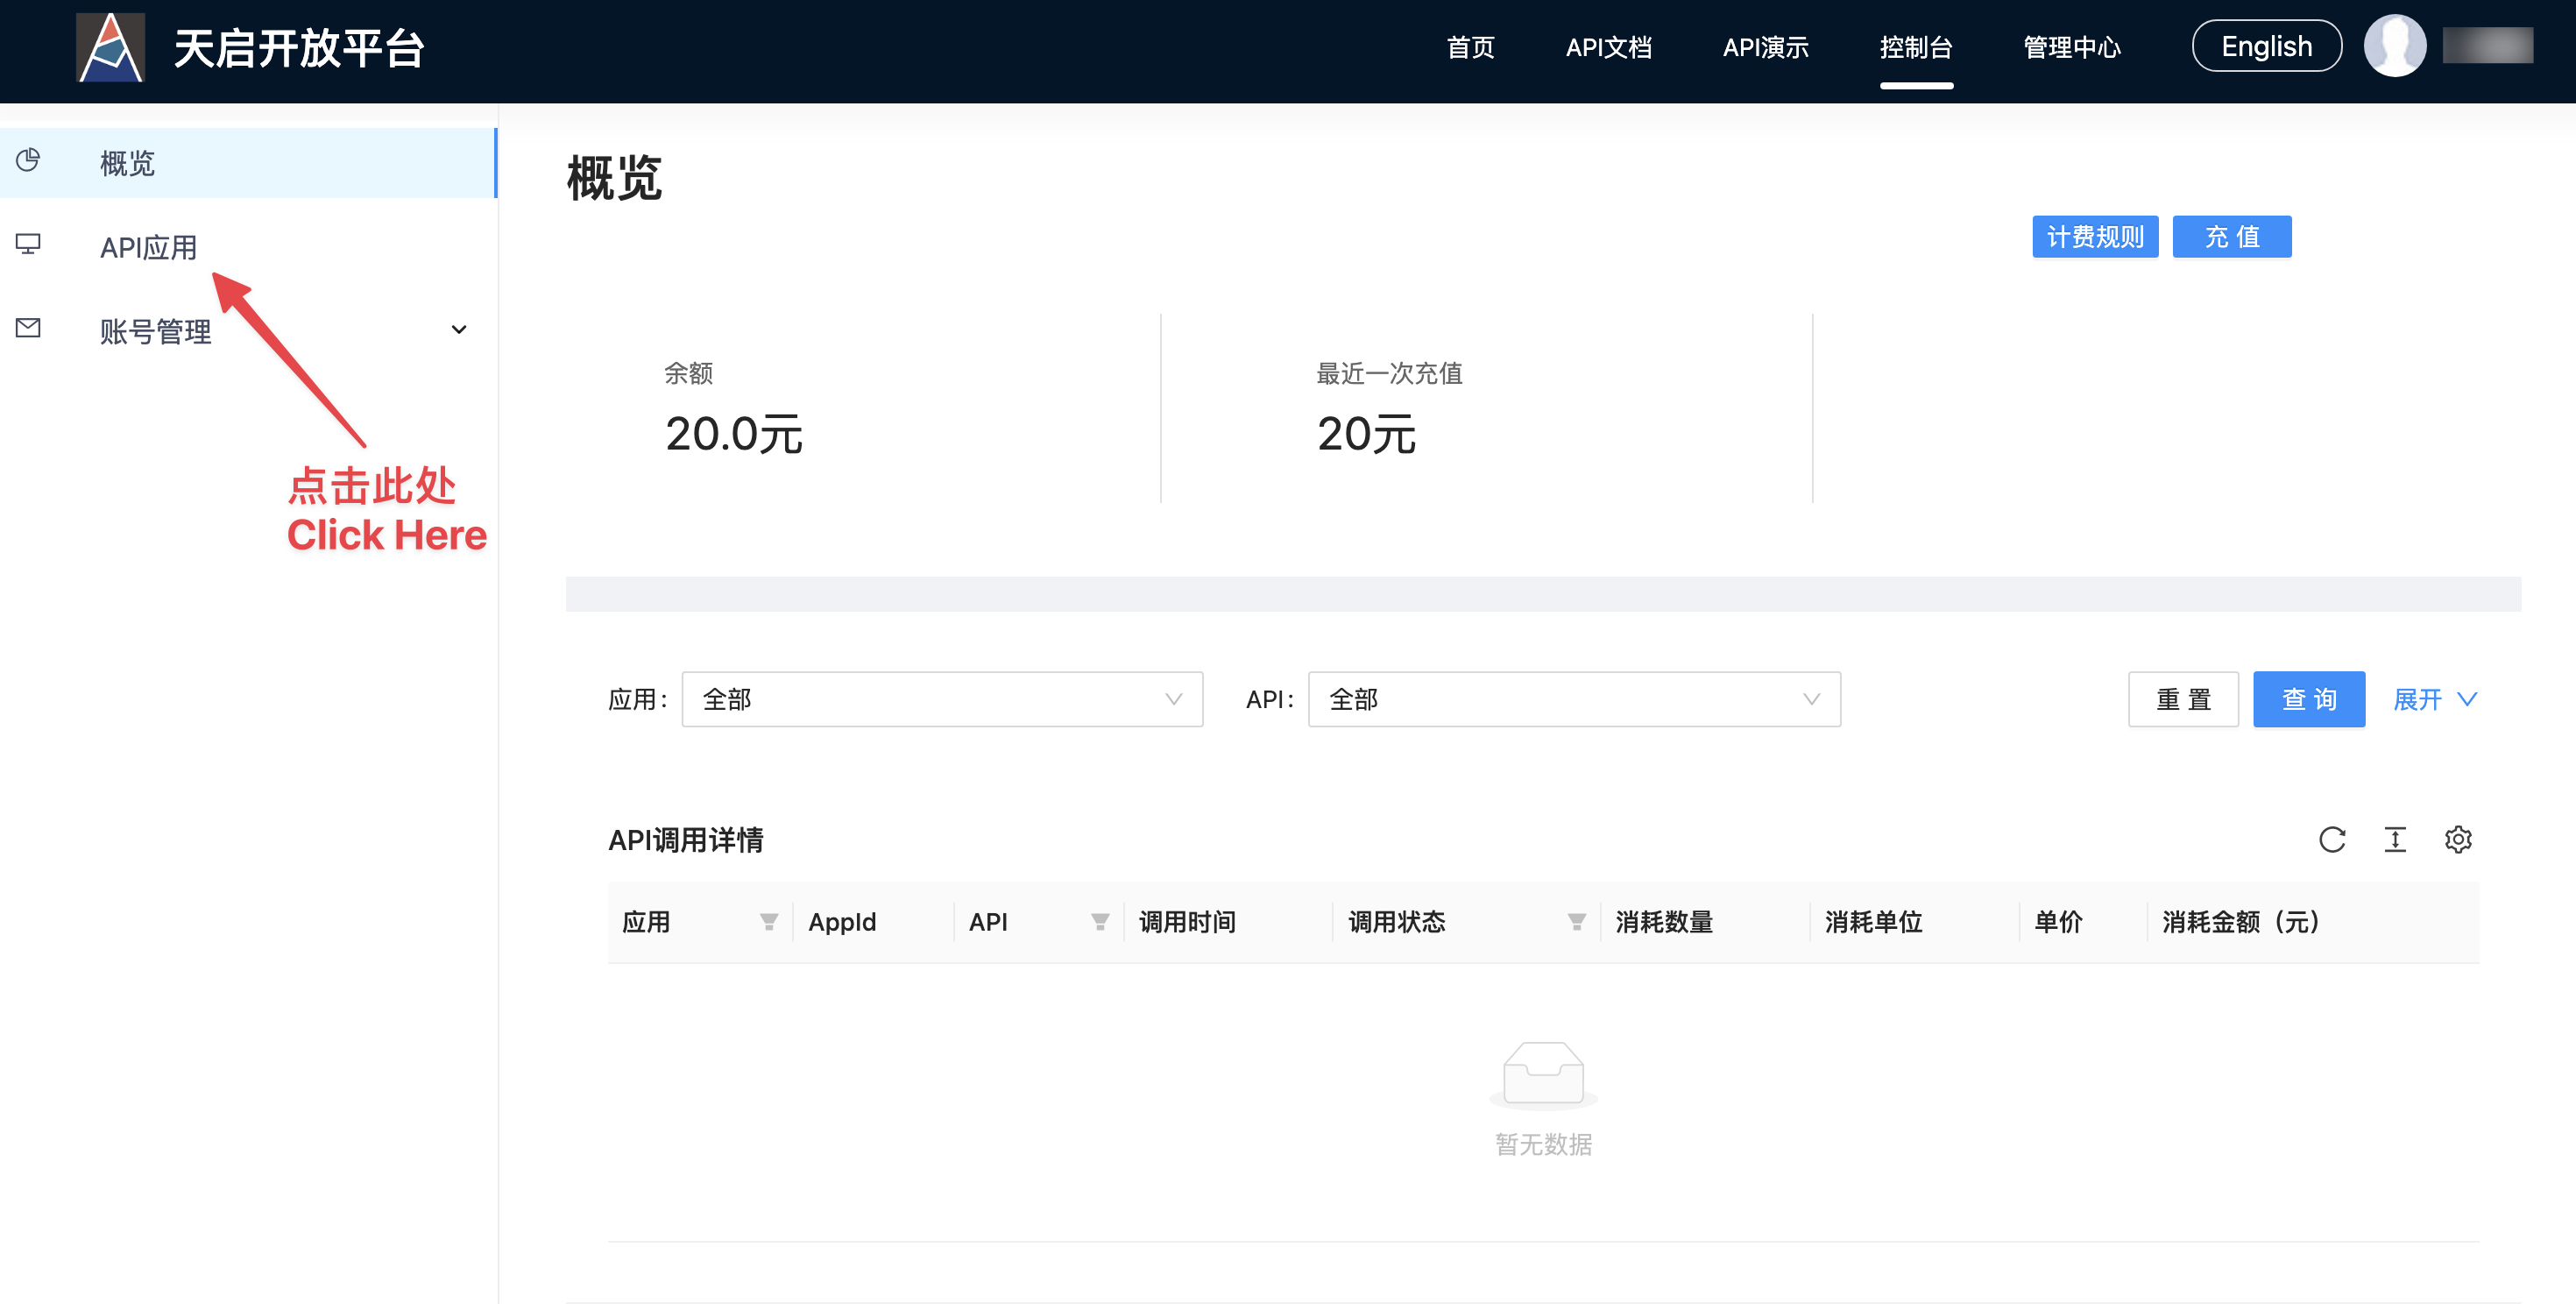 天启开放平台
首页 API文档 API演示 控制台 管理中心 English
概览
API应用
账号管理
点击此处
Click Here
概览
计费规则 充 值
余额
20.0元
最近一次充值
20元
应用: 全部 API: 全部 重 置 查 询 展开
API调用详情
应用 AppId API 调用时间 调用状态 消耗数量 消耗单位 单价 消耗金额（元）
暂无数据